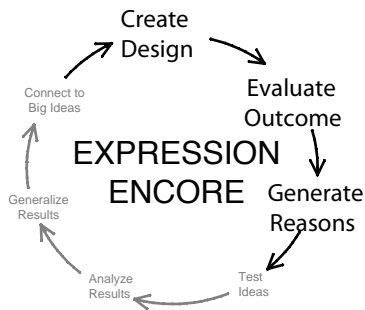 Create
Design
Evaluate
Outcome
Generate
Reasons
Test
Ideas
Analyze
Results
Generalize
Results
Connect to
Big Ideas
EXPRESSION
ENCORE